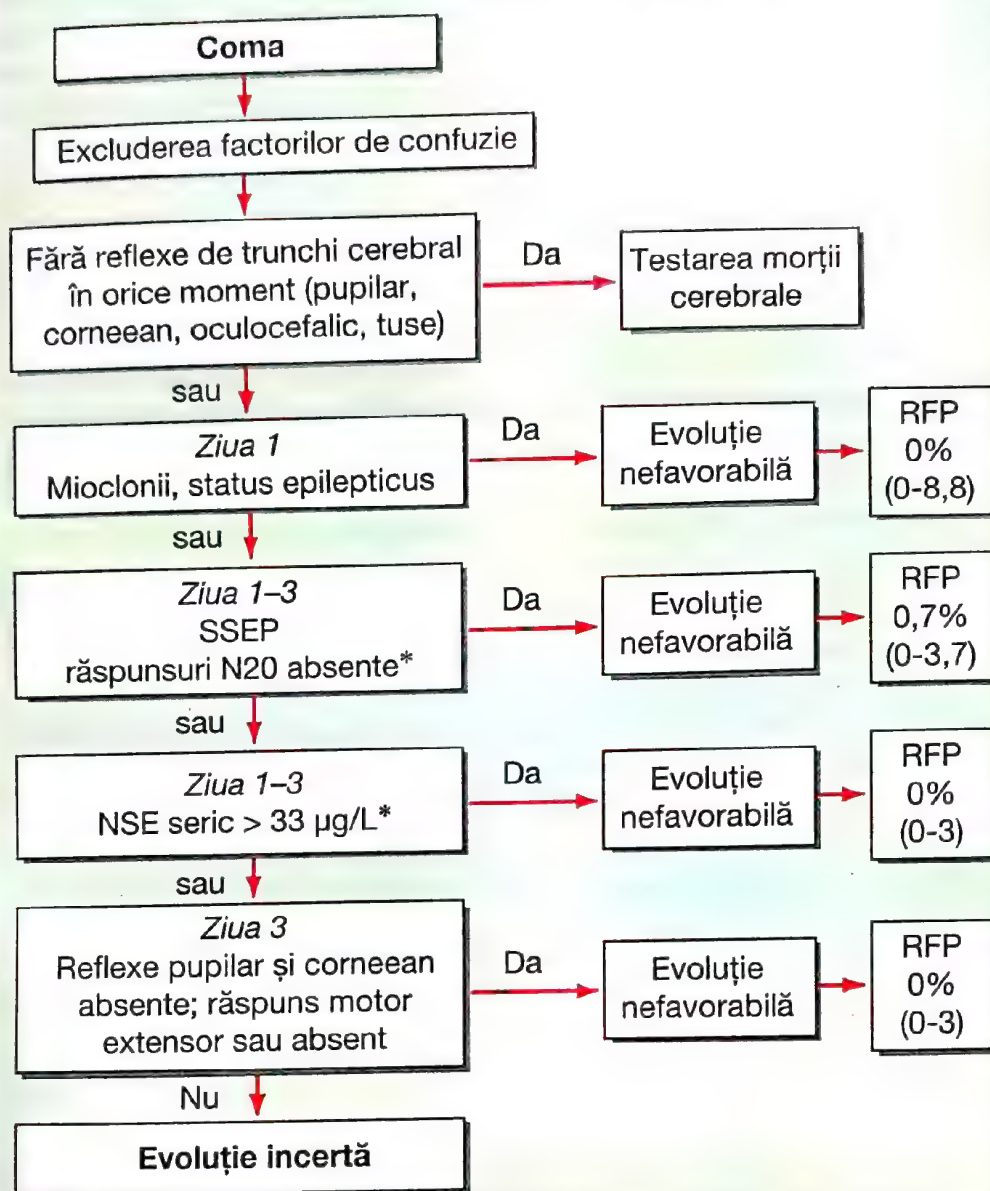 Coma
Excluderea factorilor de confuzie
Fără reflexe de trunchi cerebral
în orice moment (pupilar,
corneean, oculocefalic, tuse)
Da
Testarea morții
cerebrale
sau
Ziua 1
Mioclonii, status epilepticus
Da
Evoluție
nefavorabilă
RFP
0%
(0-8,8)
sau
Ziua 1–3
SSEP
răspunsuri N20 absente*
Da
Evoluție
nefavorabilă
RFP
0,7%
(0-3,7)
sau
Ziua 1–3
NSE seric > 33 µg/L*
Da
Evoluție
nefavorabilă
RFP
0%
(0-3)
sau
Ziua 3
Reflexe pupilar și corneean
absente; răspuns motor
extensor sau absent
Da
Evoluție
nefavorabilă
RFP
0%
(0-3)
Nu
Evoluție incertă